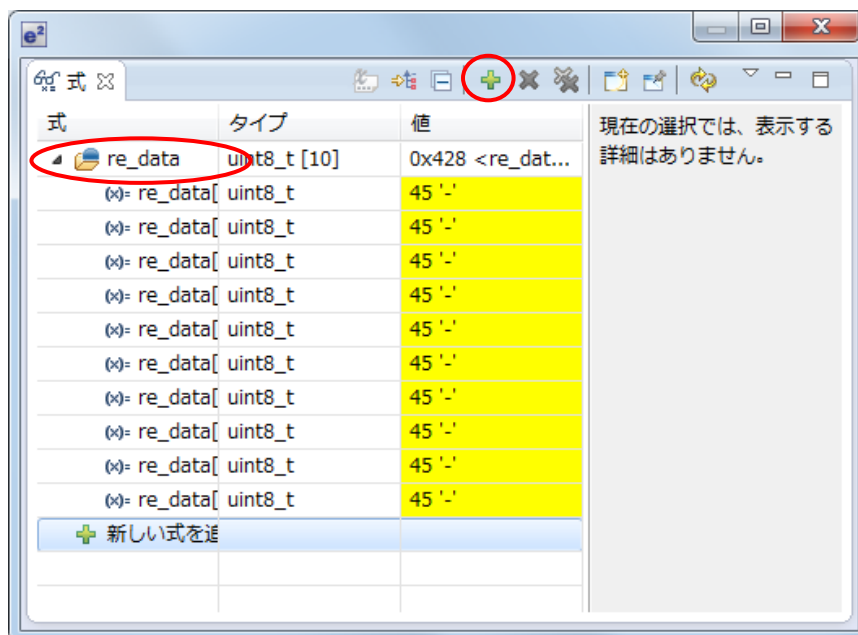 e²
式
式 タイプ 値
re_data uint8_t [10] 0x428 <re_dat...
(x)= re_data[ uint8_t 45 '-'
(x)= re_data[ uint8_t 45 '-'
(x)= re_data[ uint8_t 45 '-'
(x)= re_data[ uint8_t 45 '-'
(x)= re_data[ uint8_t 45 '-'
(x)= re_data[ uint8_t 45 '-'
(x)= re_data[ uint8_t 45 '-'
(x)= re_data[ uint8_t 45 '-'
(x)= re_data[ uint8_t 45 '-'
(x)= re_data[ uint8_t 45 '-'
新しい式を追
現在の選択では、表示する
詳細はありません。